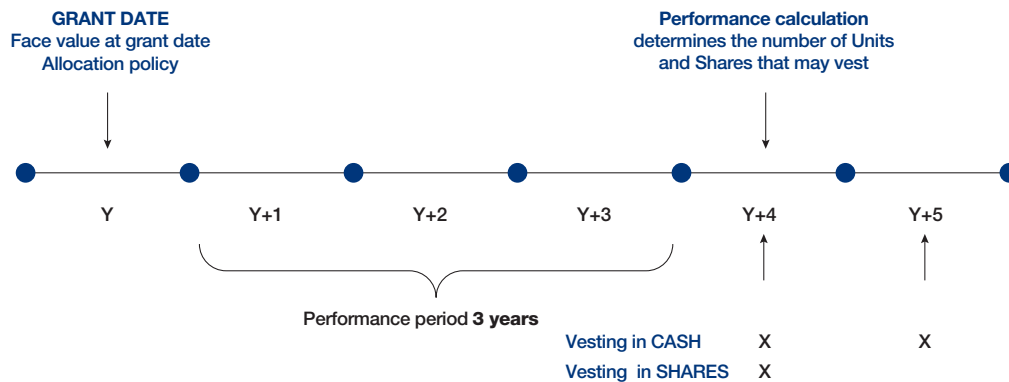 GRANT DATE
Face value at grant date
Allocation policy
Performance calculation
determines the number of Units
and Shares that may vest
Y
Y+1
Y+2
Y+3
Y+4
Y+5
Performance period 3 years
Vesting in CASH X X
Vesting in SHARES X